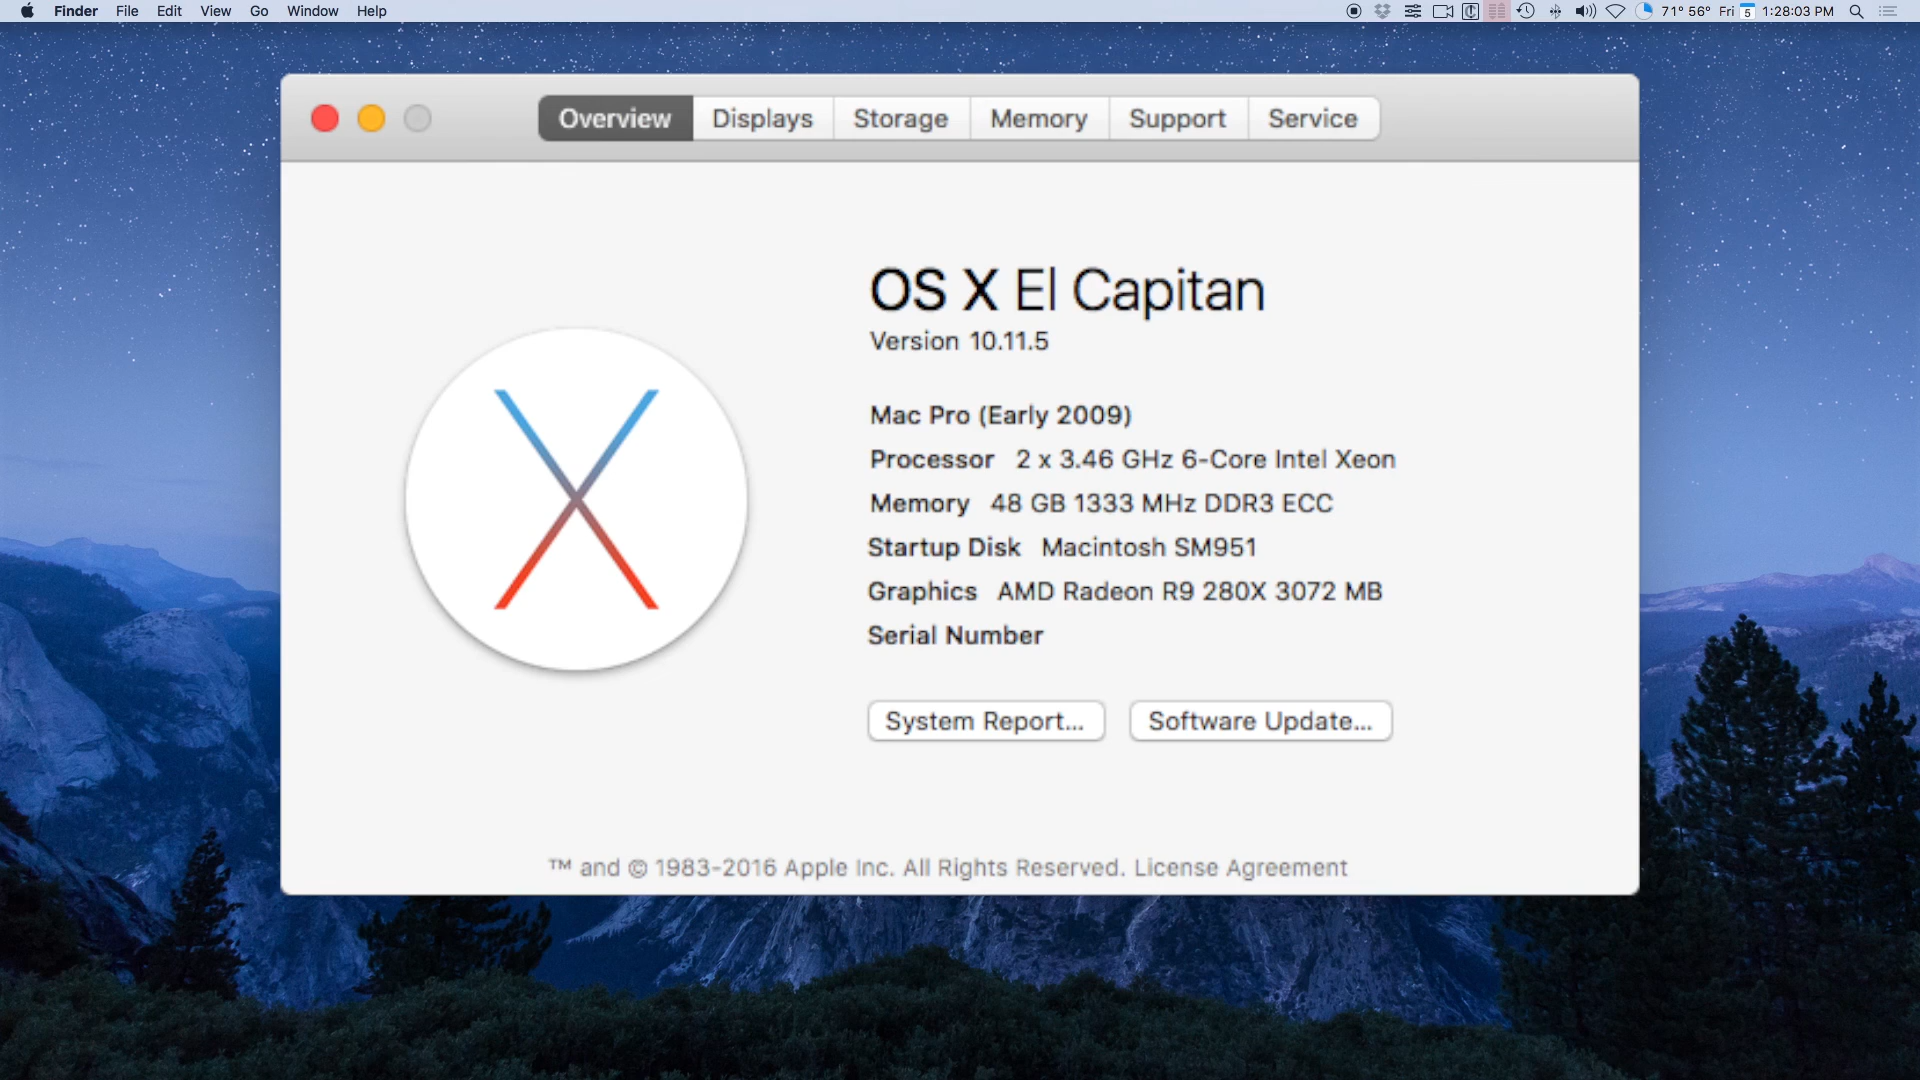 Finder File Edit View Go Window Help 71° 56° Fri 5 1:28:03 PM
Overview Displays Storage Memory Support Service
OS X El Capitan
Version 10.11.5
Mac Pro (Early 2009)
Processor 2 x 3.46 GHz 6-Core Intel Xeon
Memory 48 GB 1333 MHz DDR3 ECC
Startup Disk Macintosh SM951
Graphics AMD Radeon R9 280X 3072 MB
Serial Number
System Report... Software Update...
™ and © 1983-2016 Apple Inc. All Rights Reserved. License Agreement